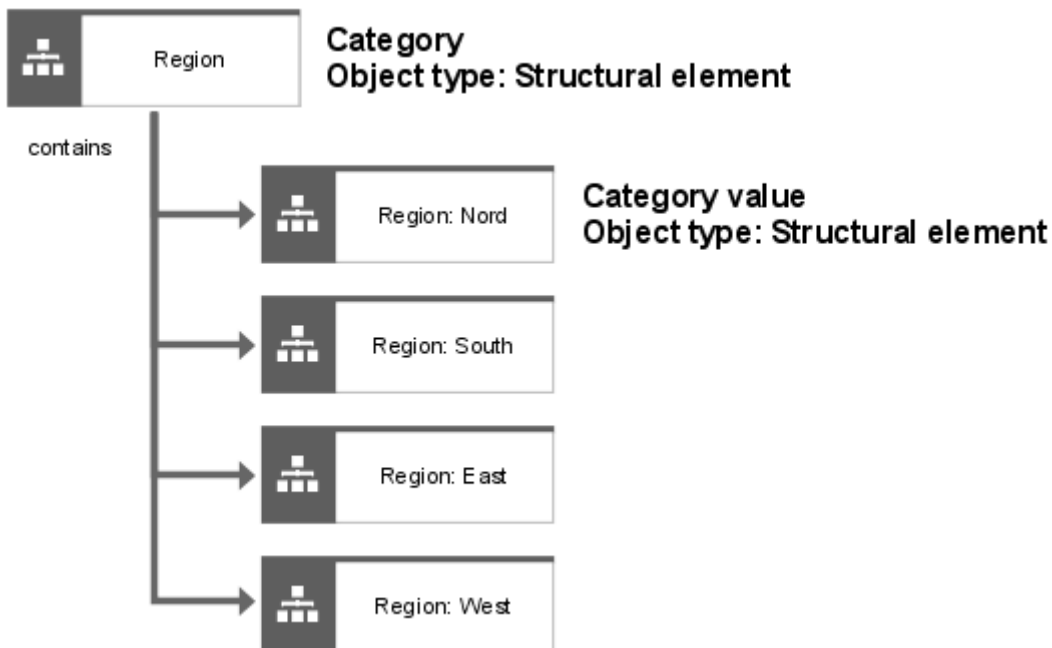 Region
Category
Object type: Structural element
contains
Region: Nord
Category value
Object type: Structural element
Region: South
Region: East
Region: West